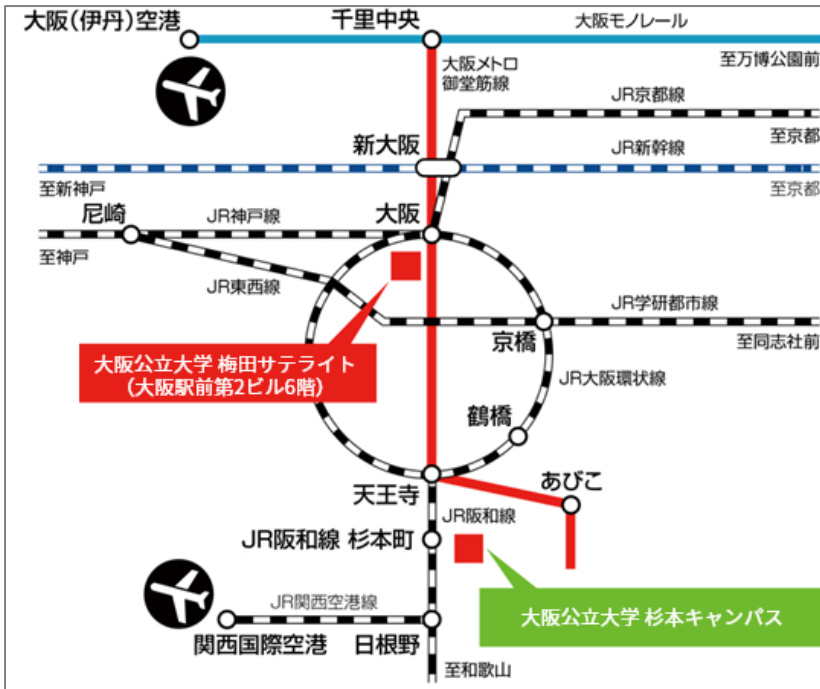 大阪(伊丹)空港
千里中央
大阪モノレール
大阪メトロ
御堂筋線
至万博公園前
JR京都線
至京都
新大阪
JR新幹線
至新神戸
至京都
尼崎
JR神戸線
大阪
至神戸
JR東西線
JR学研都市線
京橋
至同志社前
大阪公立大学 梅田サテライト
(大阪駅前第2ビル6階)
JR大阪環状線
鶴橋
天王寺
あびこ
JR阪和線
JR阪和線 杉本町
大阪公立大学 杉本キャンパス
JR関西空港線
関西国際空港
日根野
至和歌山